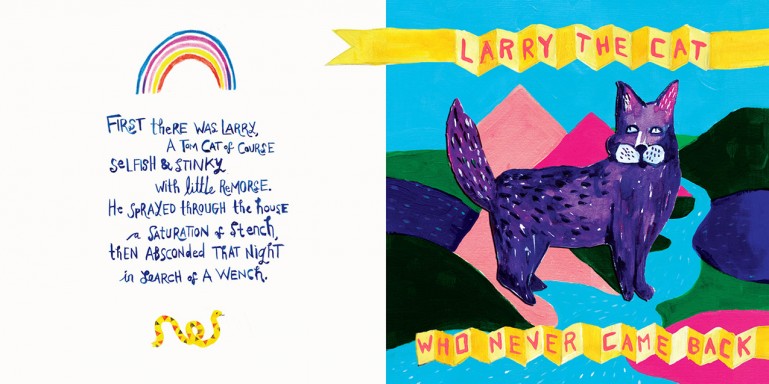 FIRST theRE WAS LARRY,
A TOM CAT of COURSE
SELFISH & STINKY
with little REMORSE.
He SPRAYED THROUGH the house
a SATURATION of Stench,
then ABSCONDED THAT NighT
in SEARCH of A WENCH.
LARRY THE CAT
WHO NEVER CAME BACK